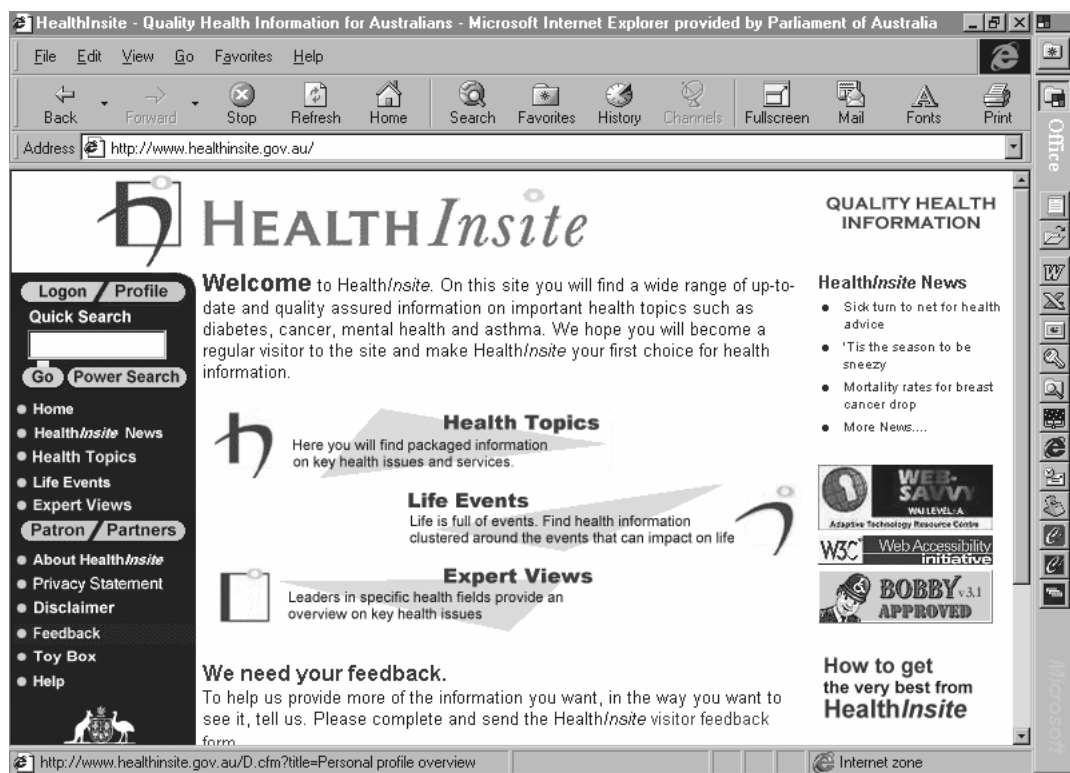 HealthInsite - Quality Health Information for Australians - Microsoft Internet Explorer provided by Parliament of Australia
File Edit View Go Favorites Help
Back Forward Stop Refresh Home Search Favorites History Channels Fullscreen Mail Fonts Print
Address http://www.healthinsite.gov.au/
Office
HEALTHInsite
QUALITY HEALTH
INFORMATION
Logon / Profile
Quick Search
Go Power Search
Home
HealthInsite News
Health Topics
Life Events
Expert Views
Patron / Partners
About HealthInsite
Privacy Statement
Disclaimer
Feedback
Toy Box
Help
Welcome to HealthInsite. On this site you will find a wide range of up-to-
date and quality assured information on important health topics such as
diabetes, cancer, mental health and asthma. We hope you will become a
regular visitor to the site and make HealthInsite your first choice for health
information.
Health Topics
Here you will find packaged information
on key health issues and services.
Life Events
Life is full of events. Find health information
clustered around the events that can impact on life
Expert Views
Leaders in specific health fields provide an
overview on key health issues
We need your feedback.
To help us provide more of the information you want, in the way you want to
see it, tell us. Please complete and send the HealthInsite visitor feedback
form
HealthInsite News
Sick turn to net for health
advice
'Tis the season to be
sneezy
Mortality rates for breast
cancer drop
More News....
WEB-
SAVVY
WAI LEVEL: A
Adaptive Technology Resource Centre
W3C Web Accessibility
initiative
BOBBY v3.1
APPROVED
How to get
the very best from
HealthInsite
Microsoft
http://www.healthinsite.gov.au/D.cfm?title=Personal profile overview
Internet zone